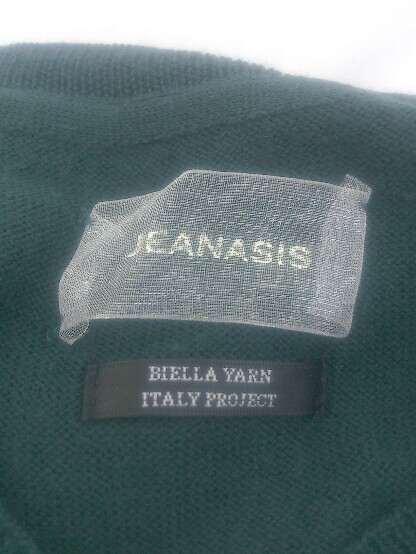 JEANASIS
BIELLA YARN
ITALY PROJECT